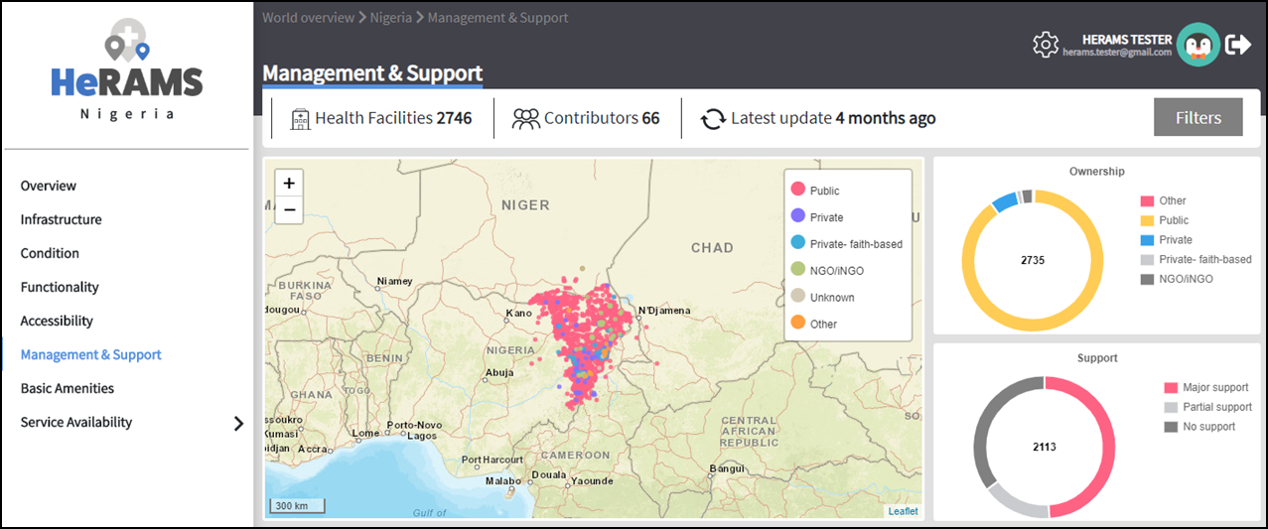 HeRAMS
Nigeria
Overview
Infrastructure
Condition
Functionality
Accessibility
Management & Support
Basic Amenities
Service Availability
World overview > Nigeria > Management & Support
HERAMS TESTER
herams.tester@gmail.com
Management & Support
Health Facilities 2746
Contributors 66
Latest update 4 months ago
Filters
+
−
NIGER
CHAD
Niamey
BURKINA
FASO
dougou
Kano
N'Djamena
NIGERIA
BENIN
Abuja
GHANA
TOGO
ssoukro
Kumasi
Porto-Novo
Lome
Lagos
bidjan
Accra
CENTRAL
AFRICAN
REPUBLIC
CAMEROON
Port Harcourt
Bangui
Malabo
Douala
Yaounde
300 km
Gulf of
Leaflet
SO
Public
Private
Private- faith-based
NGO/iNGO
Unknown
Other
Ownership
2735
Other
Public
Private
Private- faith-based
NGO/iNGO
Support
2113
Major support
Partial support
No support